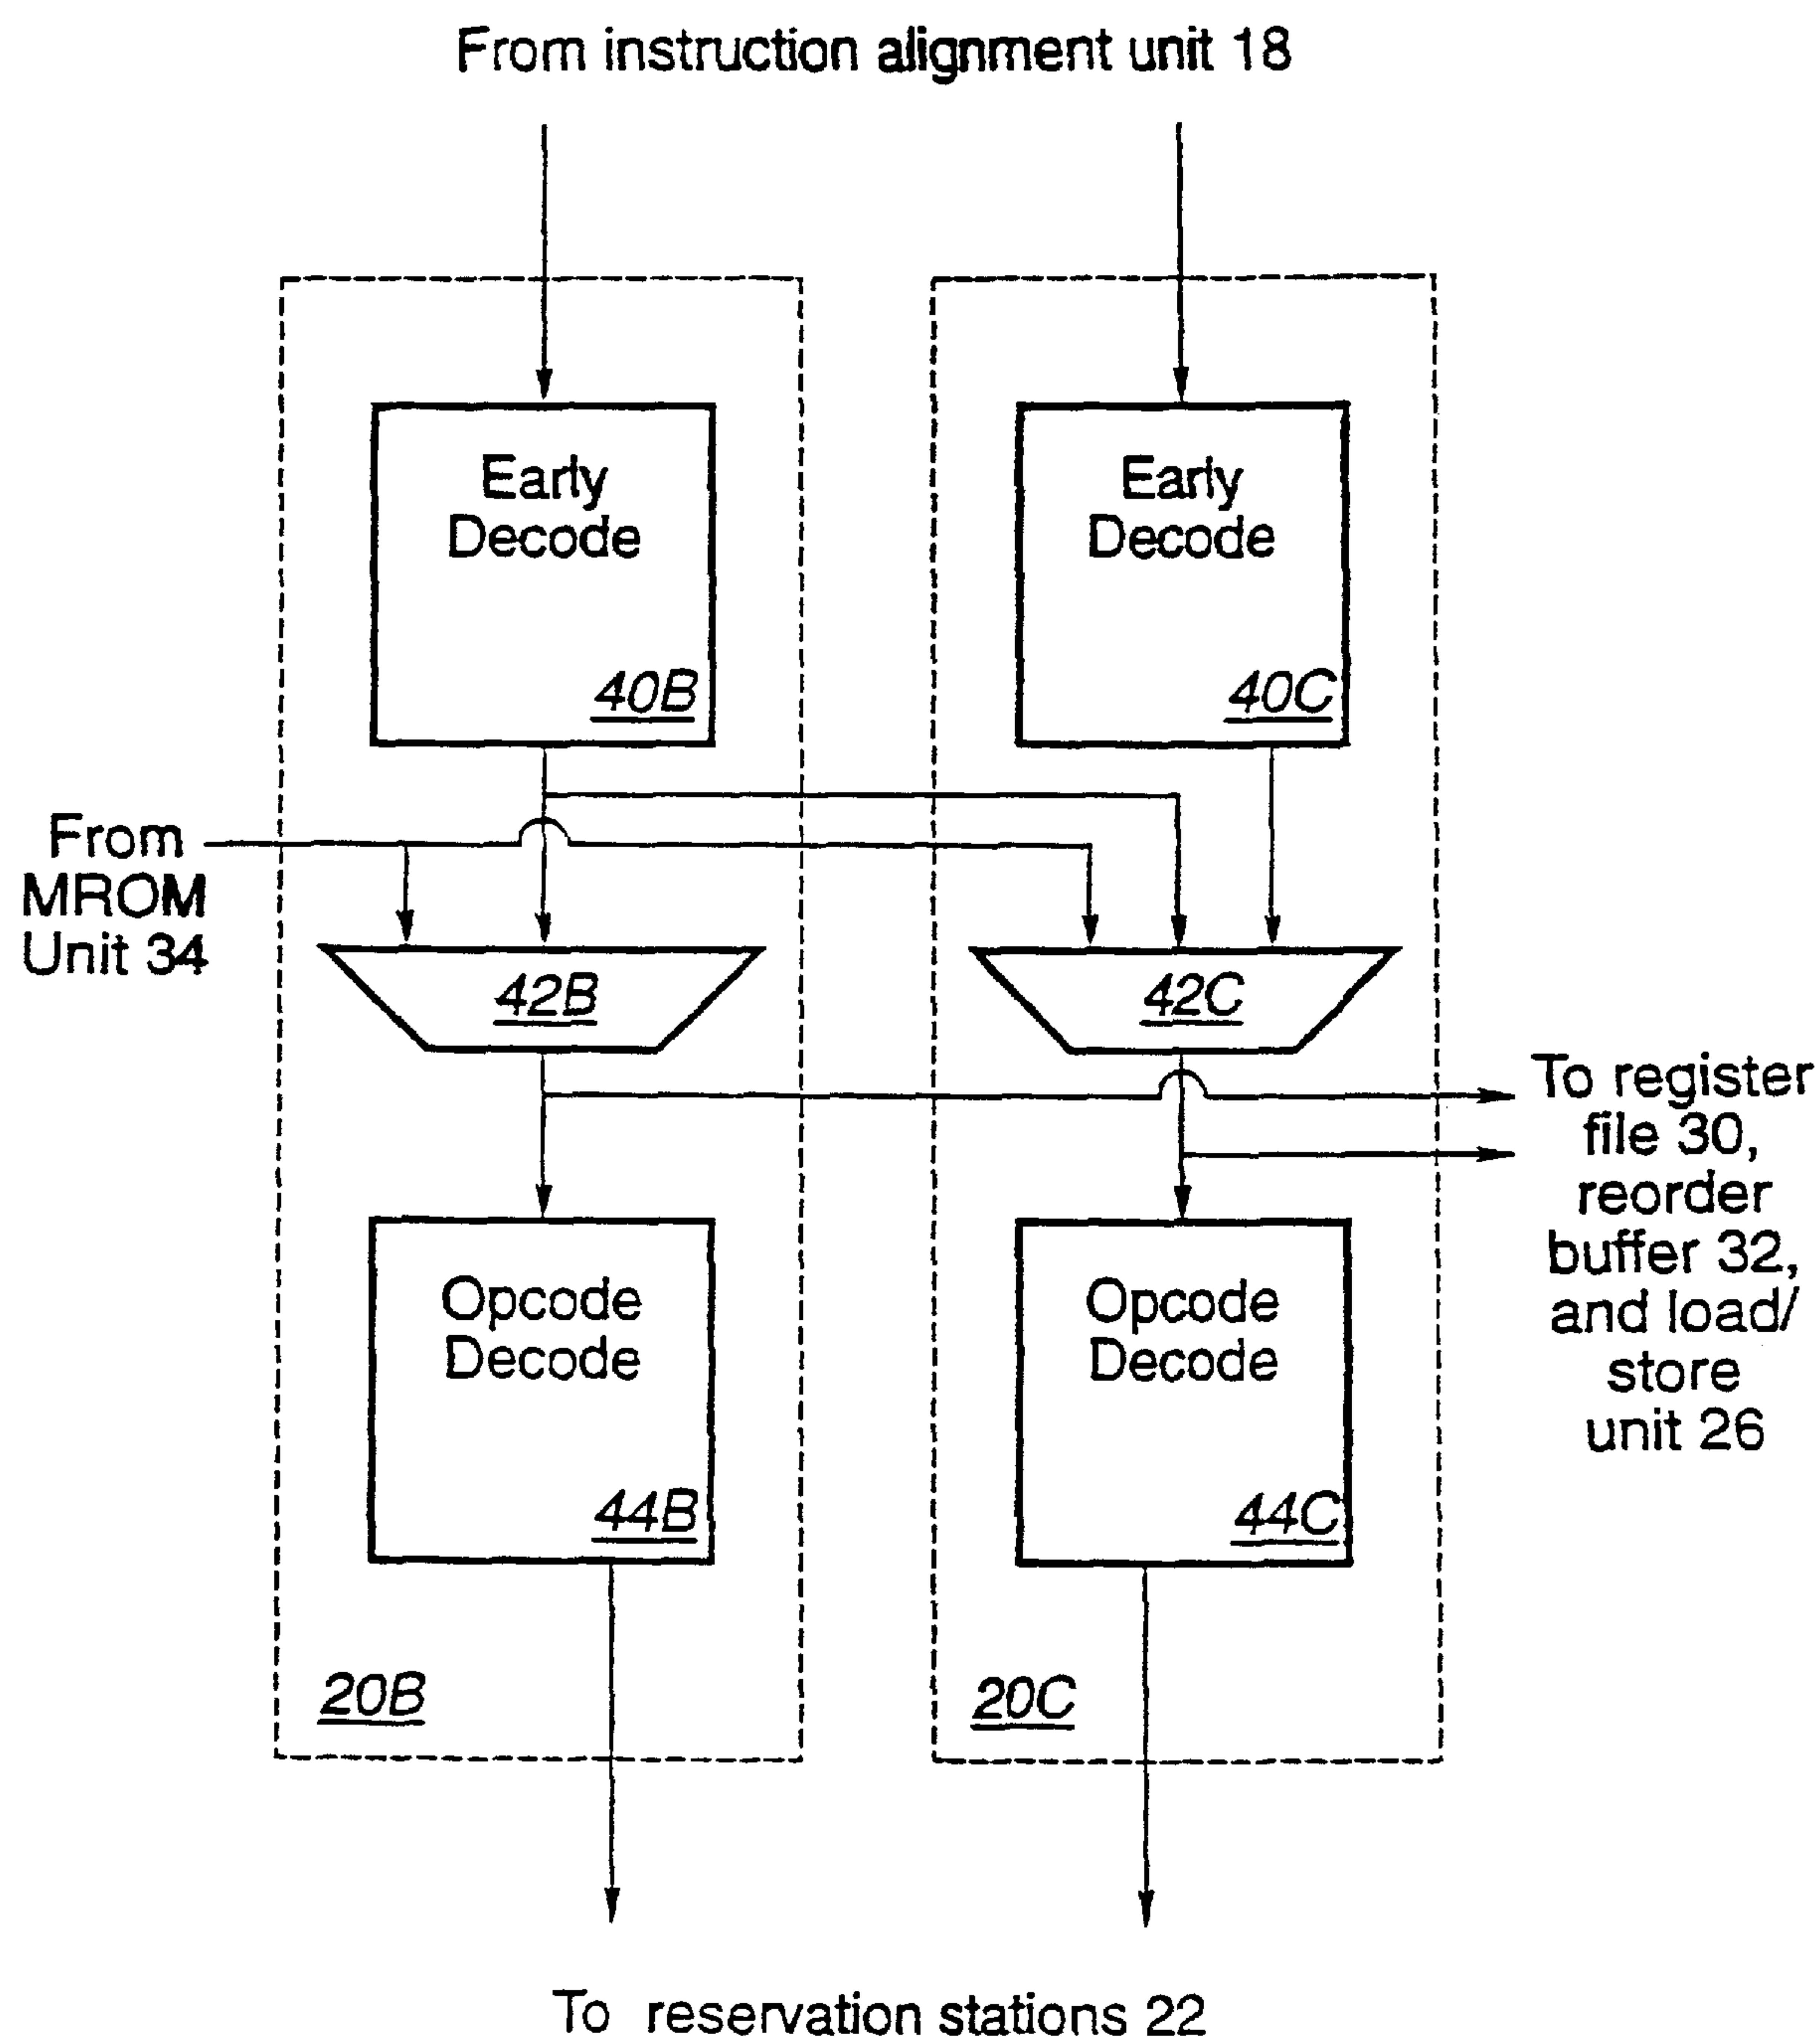 From instruction alignment unit 18
Early
Decode
40B
Early
Decode
40C
From
MROM
Unit 34
42B
42C
To register
file 30,
reorder
buffer 32,
and load/
store
unit 26
Opcode
Decode
44B
Opcode
Decode
44C
20B
20C
To reservation stations 22